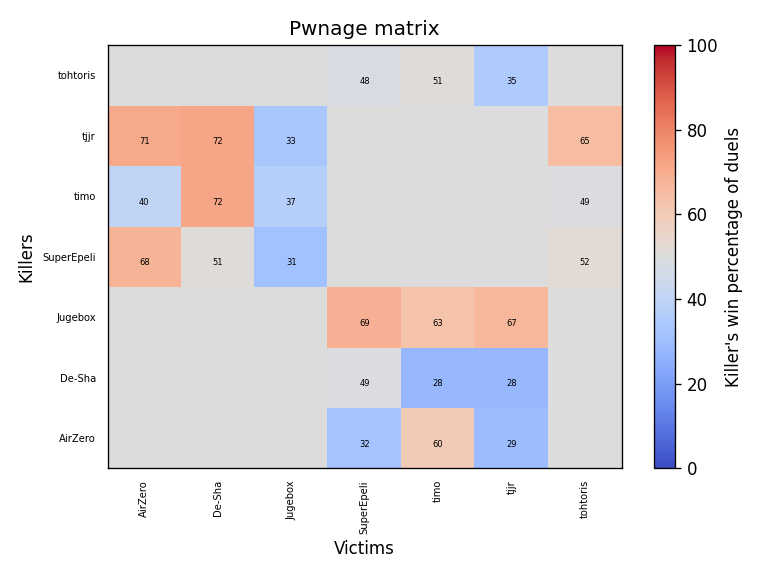 Pwnage matrix
Killers
tohtoris 48 51 35
tjjr 71 72 33 65
timo 40 72 37 49
SuperEpeli 68 51 31 52
Jugebox 69 63 67
De-Sha 49 28 28
AirZero 32 60 29
AirZero De-Sha Jugebox SuperEpeli timo tjjr tohtoris
Victims
100
80
60
40
20
0
Killer's win percentage of duels